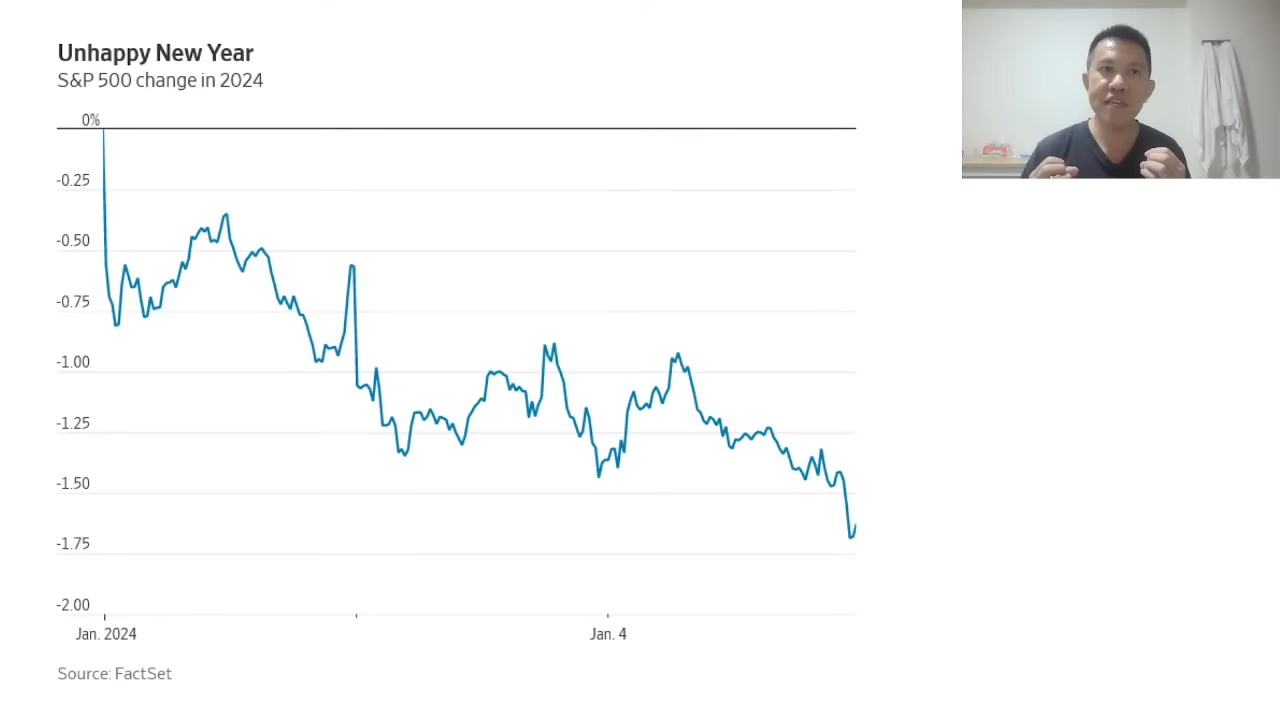 Unhappy New Year
S&P 500 change in 2024
0%
-0.25
-0.50
-0.75
-1.00
-1.25
-1.50
-1.75
-2.00
Jan. 2024
Jan. 4
Source: FactSet